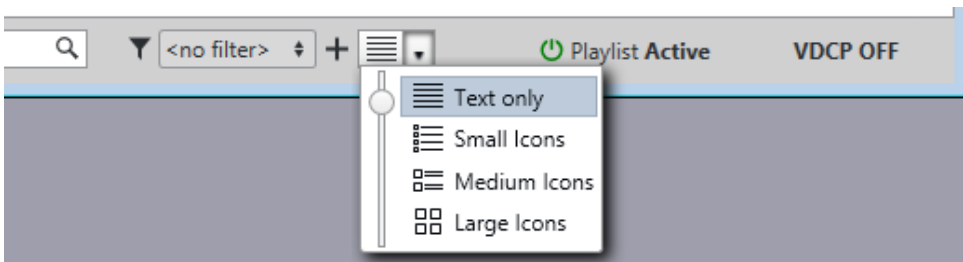 <no filter>
Playlist Active
VDCP OFF
Text only
Small Icons
Medium Icons
Large Icons